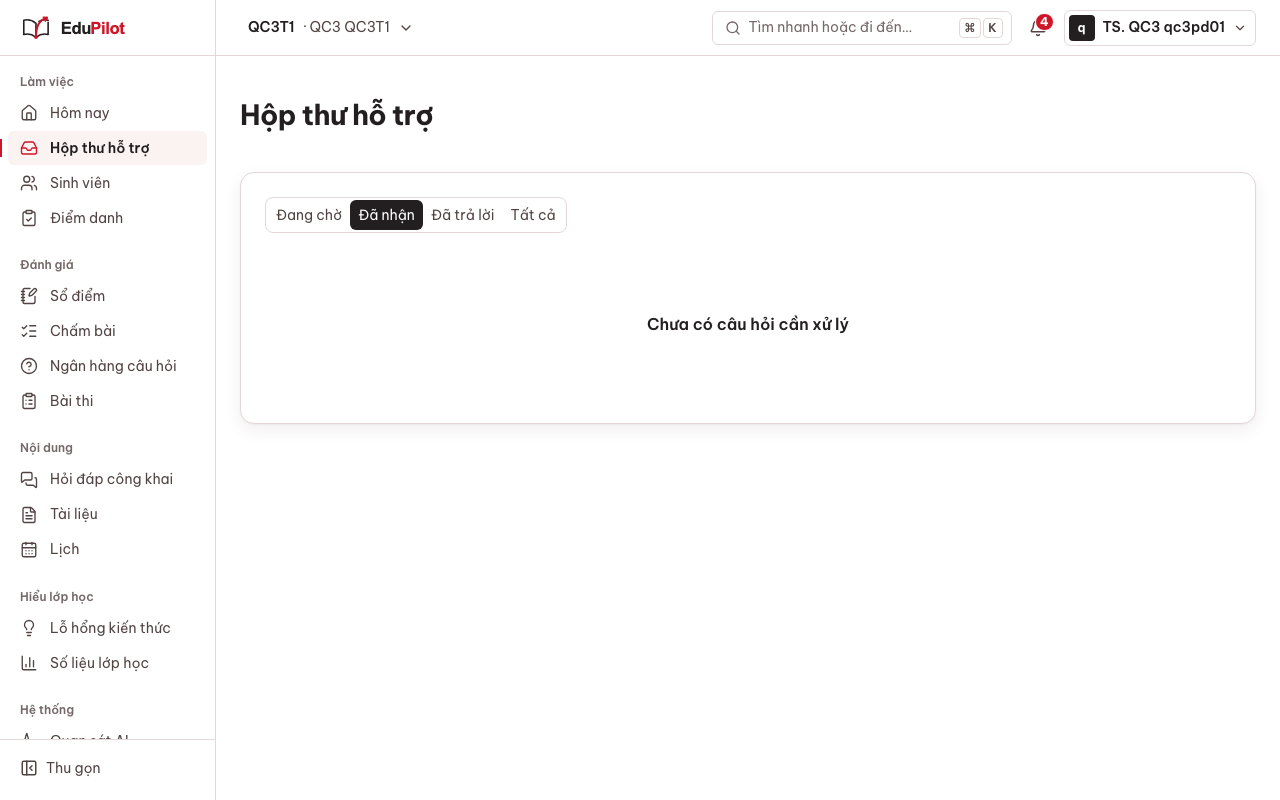 EduPilot
QC3T1 · QC3 QC3T1
Tìm nhanh hoặc đi đến...
⌘ K
4
q
TS. QC3 qc3pd01
Làm việc
Hôm nay
Hộp thư hỗ trợ
Sinh viên
Điểm danh
Đánh giá
Sổ điểm
Chấm bài
Ngân hàng câu hỏi
Bài thi
Nội dung
Hỏi đáp công khai
Tài liệu
Lịch
Hiểu lớp học
Lỗ hổng kiến thức
Số liệu lớp học
Hệ thống
Thu gọn
Hộp thư hỗ trợ
Đang chờ Đã nhận Đã trả lời Tất cả
Chưa có câu hỏi cần xử lý